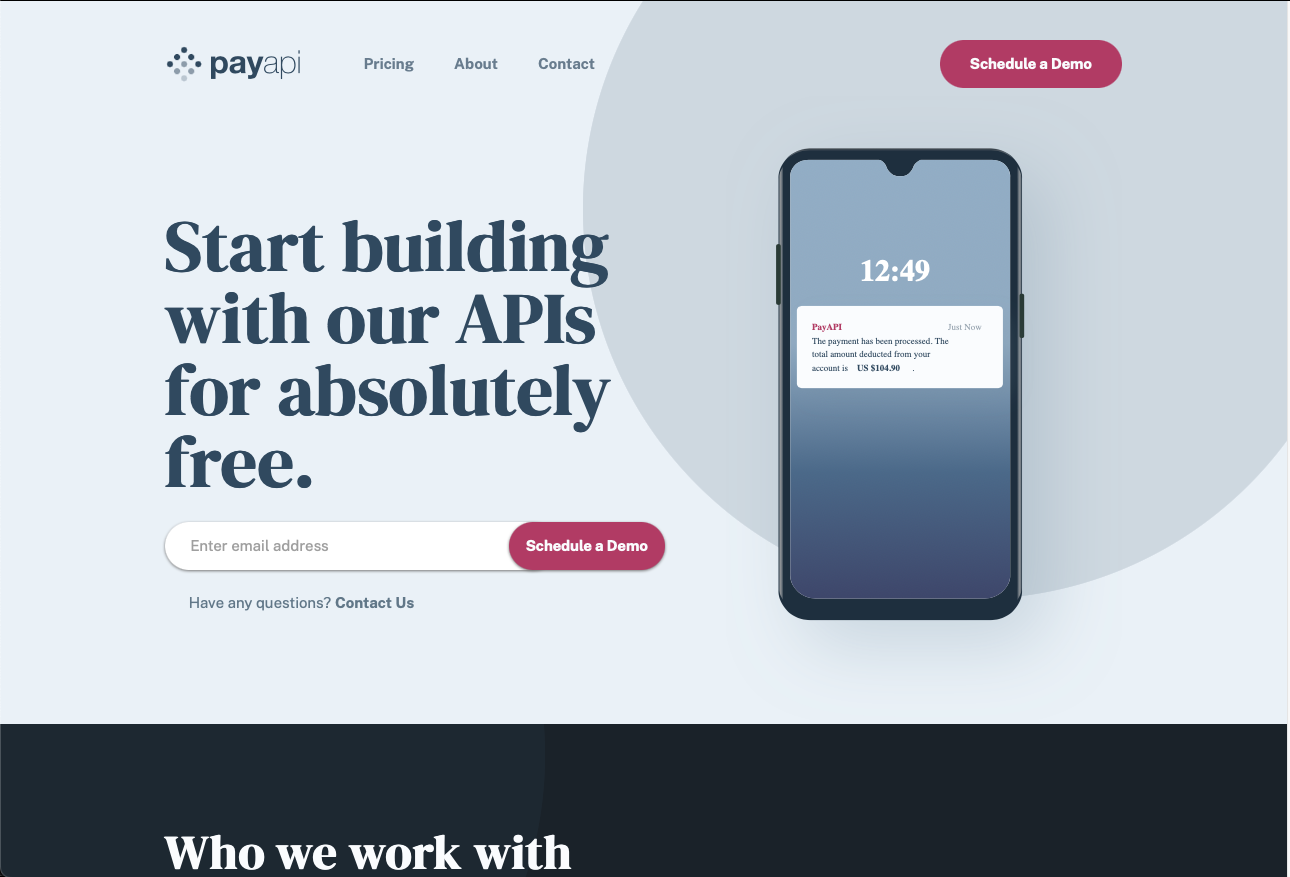 payapi
Pricing
About
Contact
Schedule a Demo
Start building
with our APIs
for absolutely
free.
Enter email address
Schedule a Demo
Have any questions? Contact Us
12:49
PayAPI Just Now
The payment has been processed. The
total amount deducted from your
account is US $104.90 .
Who we work with